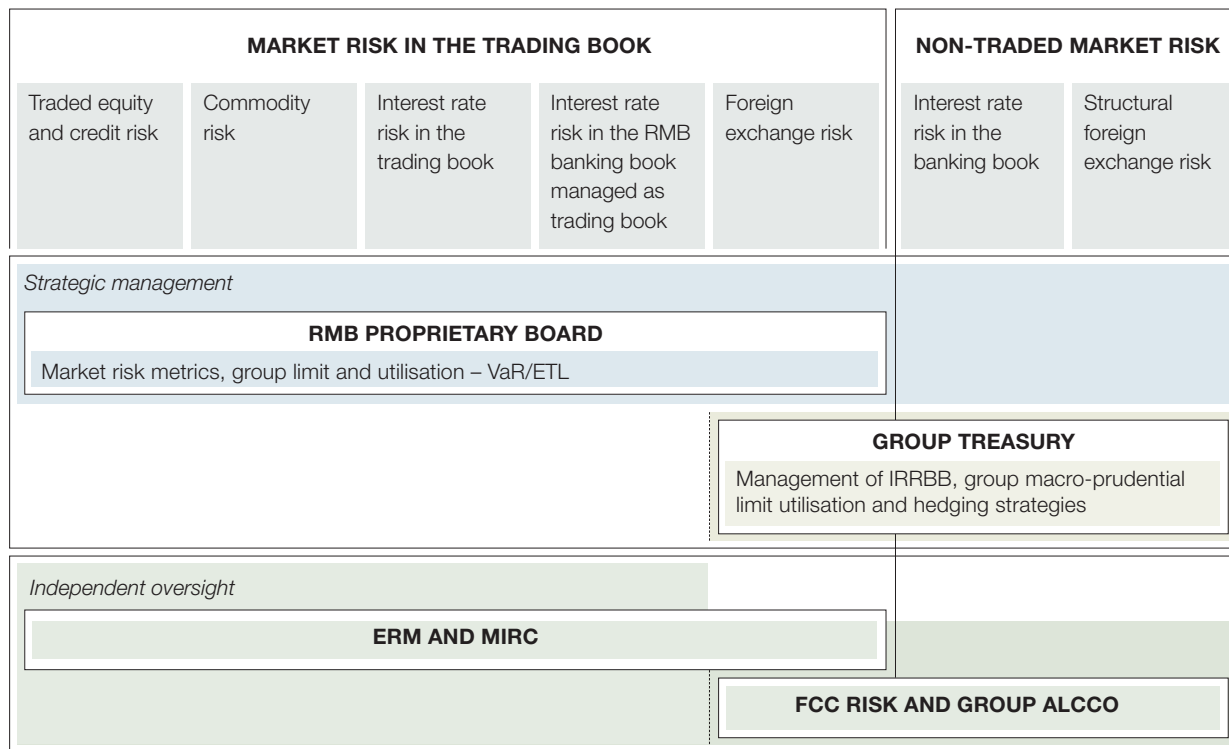 MARKET RISK IN THE TRADING BOOK
NON-TRADED MARKET RISK
Traded equity
and credit risk
Commodity
risk
Interest rate
risk in the
trading book
Interest rate
risk in the RMB
banking book
managed as
trading book
Foreign
exchange risk
Interest rate
risk in the
banking book
Structural
foreign
exchange risk
Strategic management
RMB PROPRIETARY BOARD
Market risk metrics, group limit and utilisation – VaR/ETL
GROUP TREASURY
Management of IRRBB, group macro-prudential
limit utilisation and hedging strategies
Independent oversight
ERM AND MIRC
FCC RISK AND GROUP ALCCO